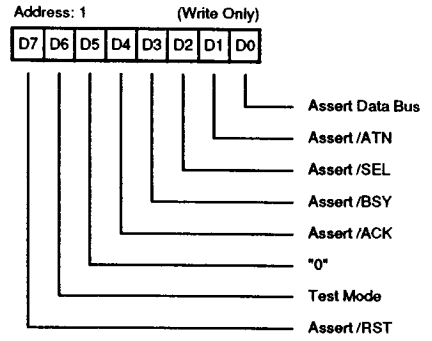 Address: 1 (Write Only)
D7 D6 D5 D4 D3 D2 D1 D0
Assert Data Bus
Assert /ATN
Assert /SEL
Assert /BSY
Assert /ACK
"0"
Test Mode
Assert /RST